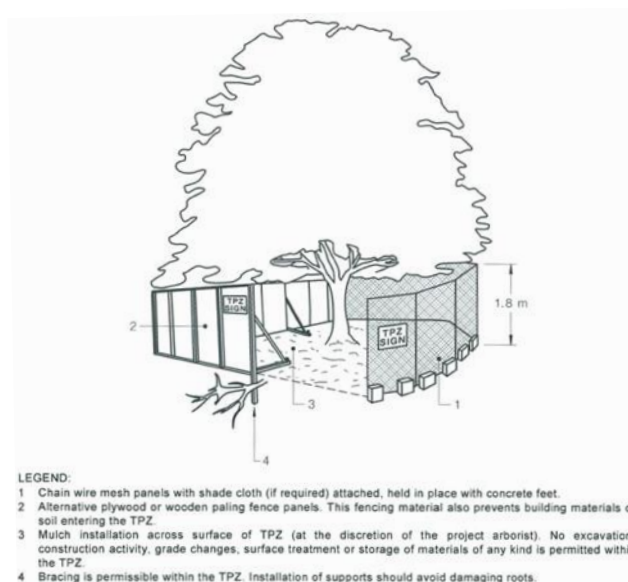 TPZ
SIGN
1.8 m
2
TPZ
SIGN
3
1
4
LEGEND:
1 Chain wire mesh panels with shade cloth (if required) attached, held in place with concrete feet.
2 Alternative plywood or wooden paling fence panels. This fencing material also prevents building materials o
soil entering the TPZ.
3 Mulch installation across surface of TPZ (at the discretion of the project arborist). No excavation
construction activity, grade changes, surface treatment or storage of materials of any kind is permitted withi
the TPZ.
4 Bracing is permissible within the TPZ. Installation of supports should avoid damaging roots.